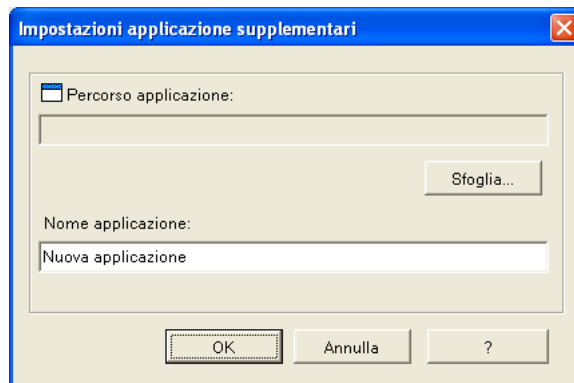 Impostazioni applicazione supplementari
Percorso applicazione:
Sfoglia...
Nome applicazione:
Nuova applicazione
OK
Annulla
?